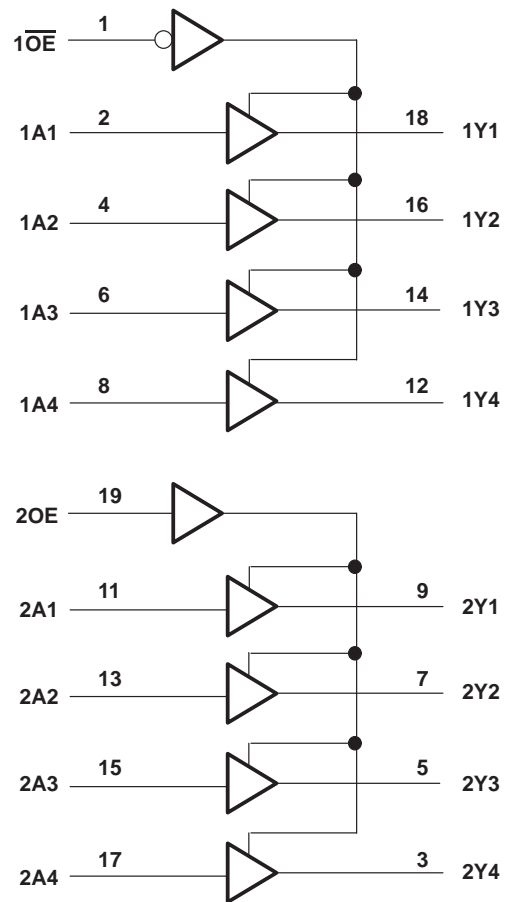 1O̅E̅ 1
1A1 2 18 1Y1
1A2 4 16 1Y2
1A3 6 14 1Y3
1A4 8 12 1Y4
2OE 19
2A1 11 9 2Y1
2A2 13 7 2Y2
2A3 15 5 2Y3
2A4 17 3 2Y4